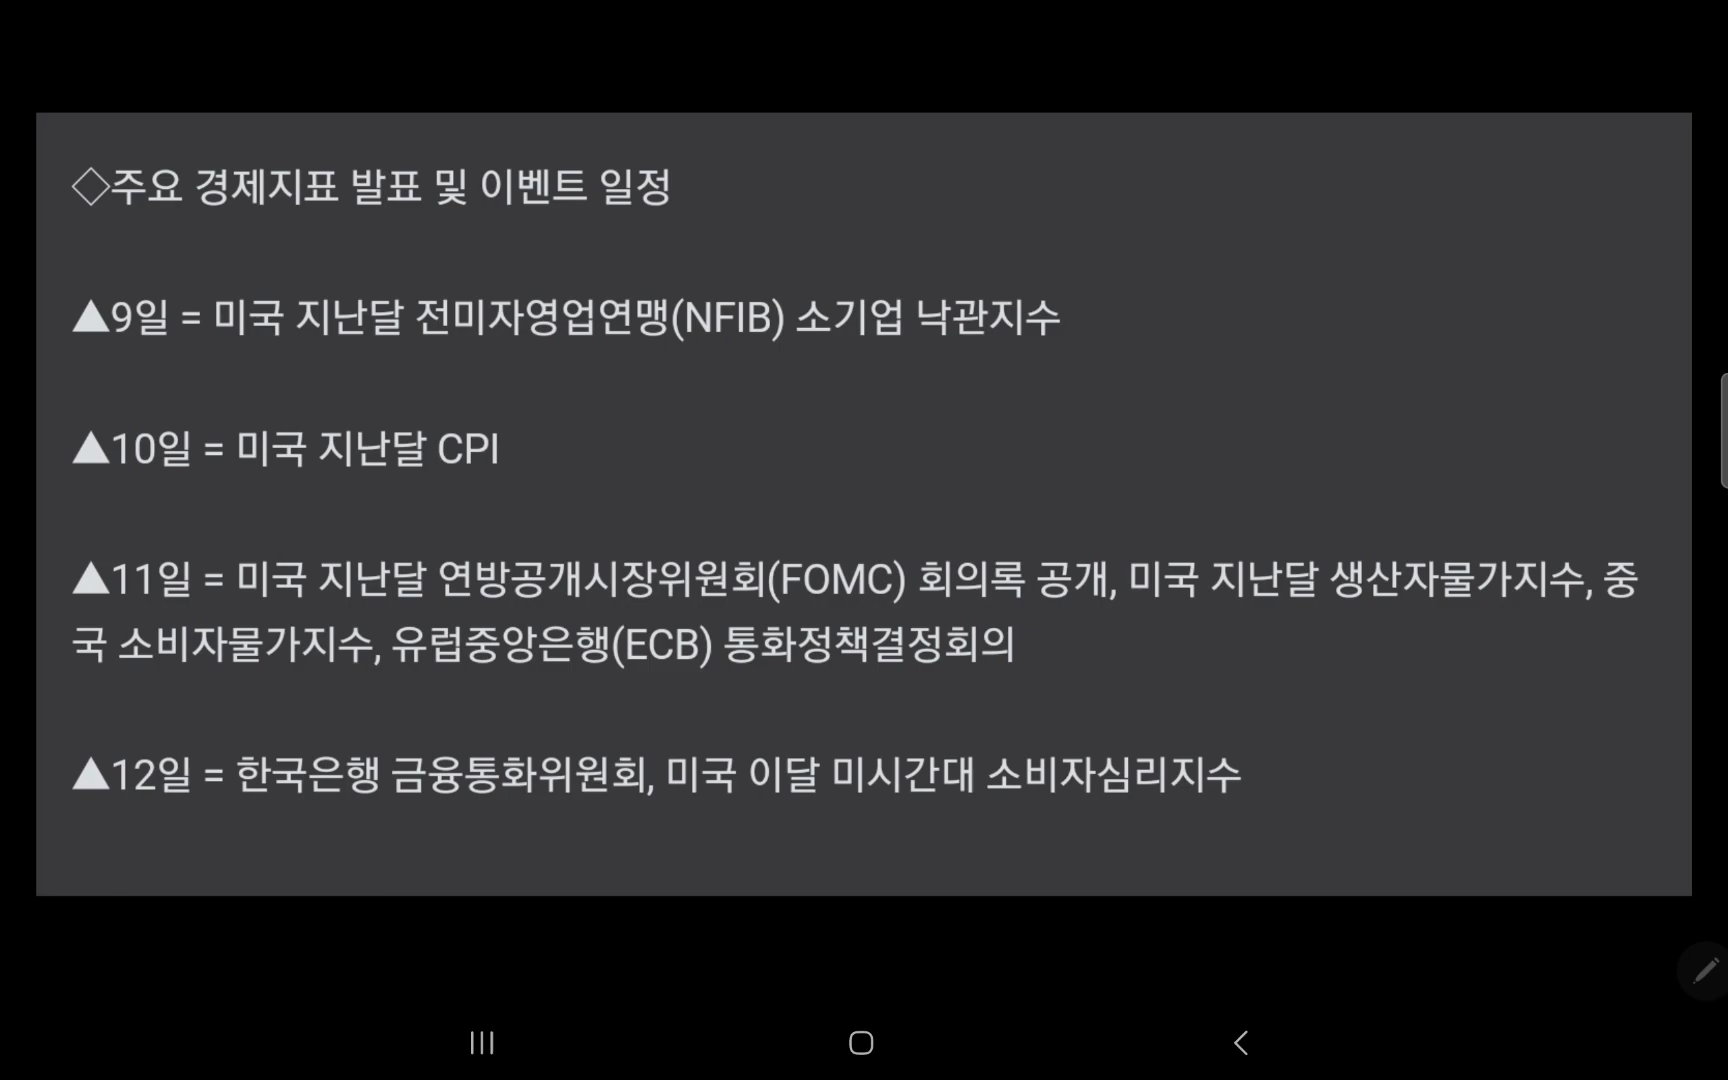 ◇주요 경제지표 발표 및 이벤트 일정
▲9일 = 미국 지난달 전미자영업연맹(NFIB) 소기업 낙관지수
▲10일 = 미국 지난달 CPI
▲11일 = 미국 지난달 연방공개시장위원회(FOMC) 회의록 공개, 미국 지난달 생산자물가지수, 중
국 소비자물가지수, 유럽중앙은행(ECB) 통화정책결정회의
▲12일 = 한국은행 금융통화위원회, 미국 이달 미시간대 소비자심리지수